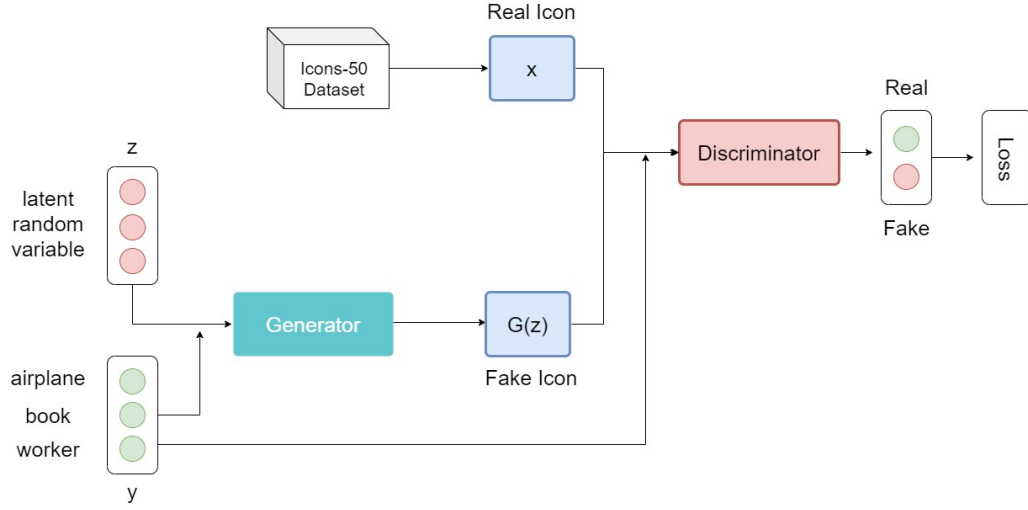 Real Icon
Icons-50
Dataset
x
Real
Discriminator
Loss
Fake
z
latent
random
variable
Generator
G(z)
Fake Icon
airplane
book
worker
y